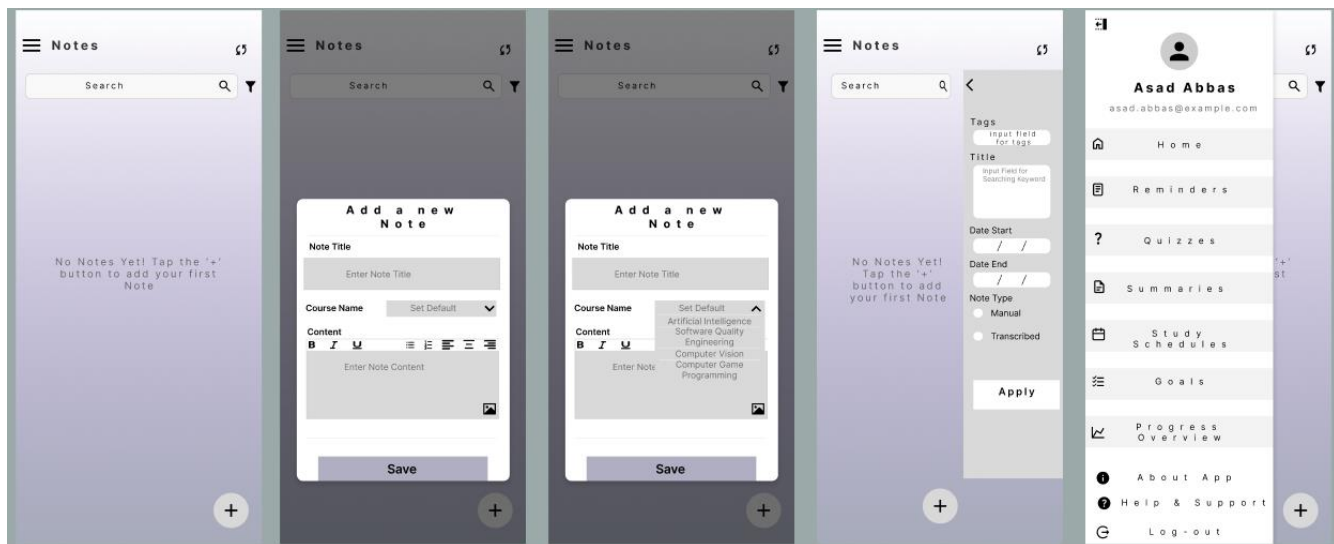 Notes
Search
No Notes Yet! Tap the '+'
button to add your first
Note
+
Notes
Search
Add a new
Note
Note Title
Enter Note Title
Course Name
Set Default
Content
B I U
Enter Note Content
Save
+
Notes
Search
Add a new
Note
Note Title
Enter Note Title
Course Name
Set Default
Artificial Intelligence
Software Quality
Engineering
Computer Vision
Computer Game
Programming
Content
B I U
Enter Note
Save
+
Notes
Search
No Notes Yet!
Tap the '+'
button to add
your first Note
+
Tags
input field
for tags
Title
Input Field for
Searching Keyword
Date Start
/ /
Date End
/ /
Note Type
Manual
Transcribed
Apply
Asad Abbas
asad.abbas@example.com
Home
Reminders
? Quizzes
Summaries
Study
Schedules
Goals
Progress
Overview
About App
Help & Support
Log-out
'+'
st
+